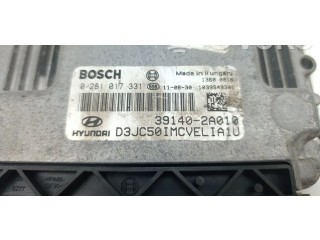 BOSCH
Made in Hungary
0 281 017 331
11-08-30
39140-2A010
HYUNDAI
D3JC50IMCVELIA1U